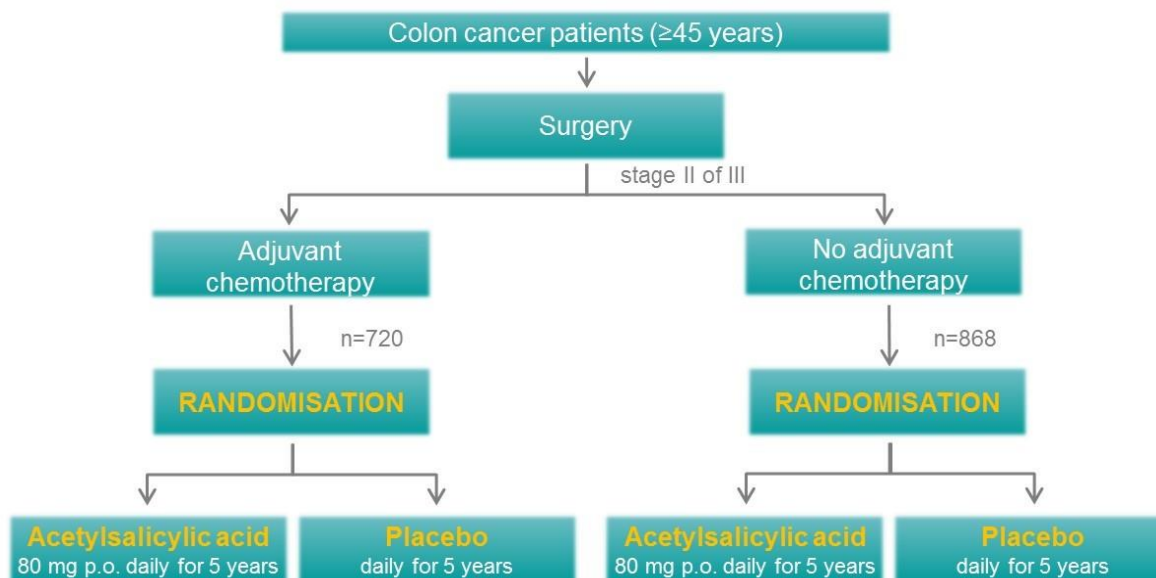 Colon cancer patients (≥45 years)
Surgery
stage II of III
Adjuvant
chemotherapy
No adjuvant
chemotherapy
n=720
n=868
RANDOMISATION
RANDOMISATION
Acetylsalicylic acid
80 mg p.o. daily for 5 years
Placebo
daily for 5 years
Acetylsalicylic acid
80 mg p.o. daily for 5 years
Placebo
daily for 5 years